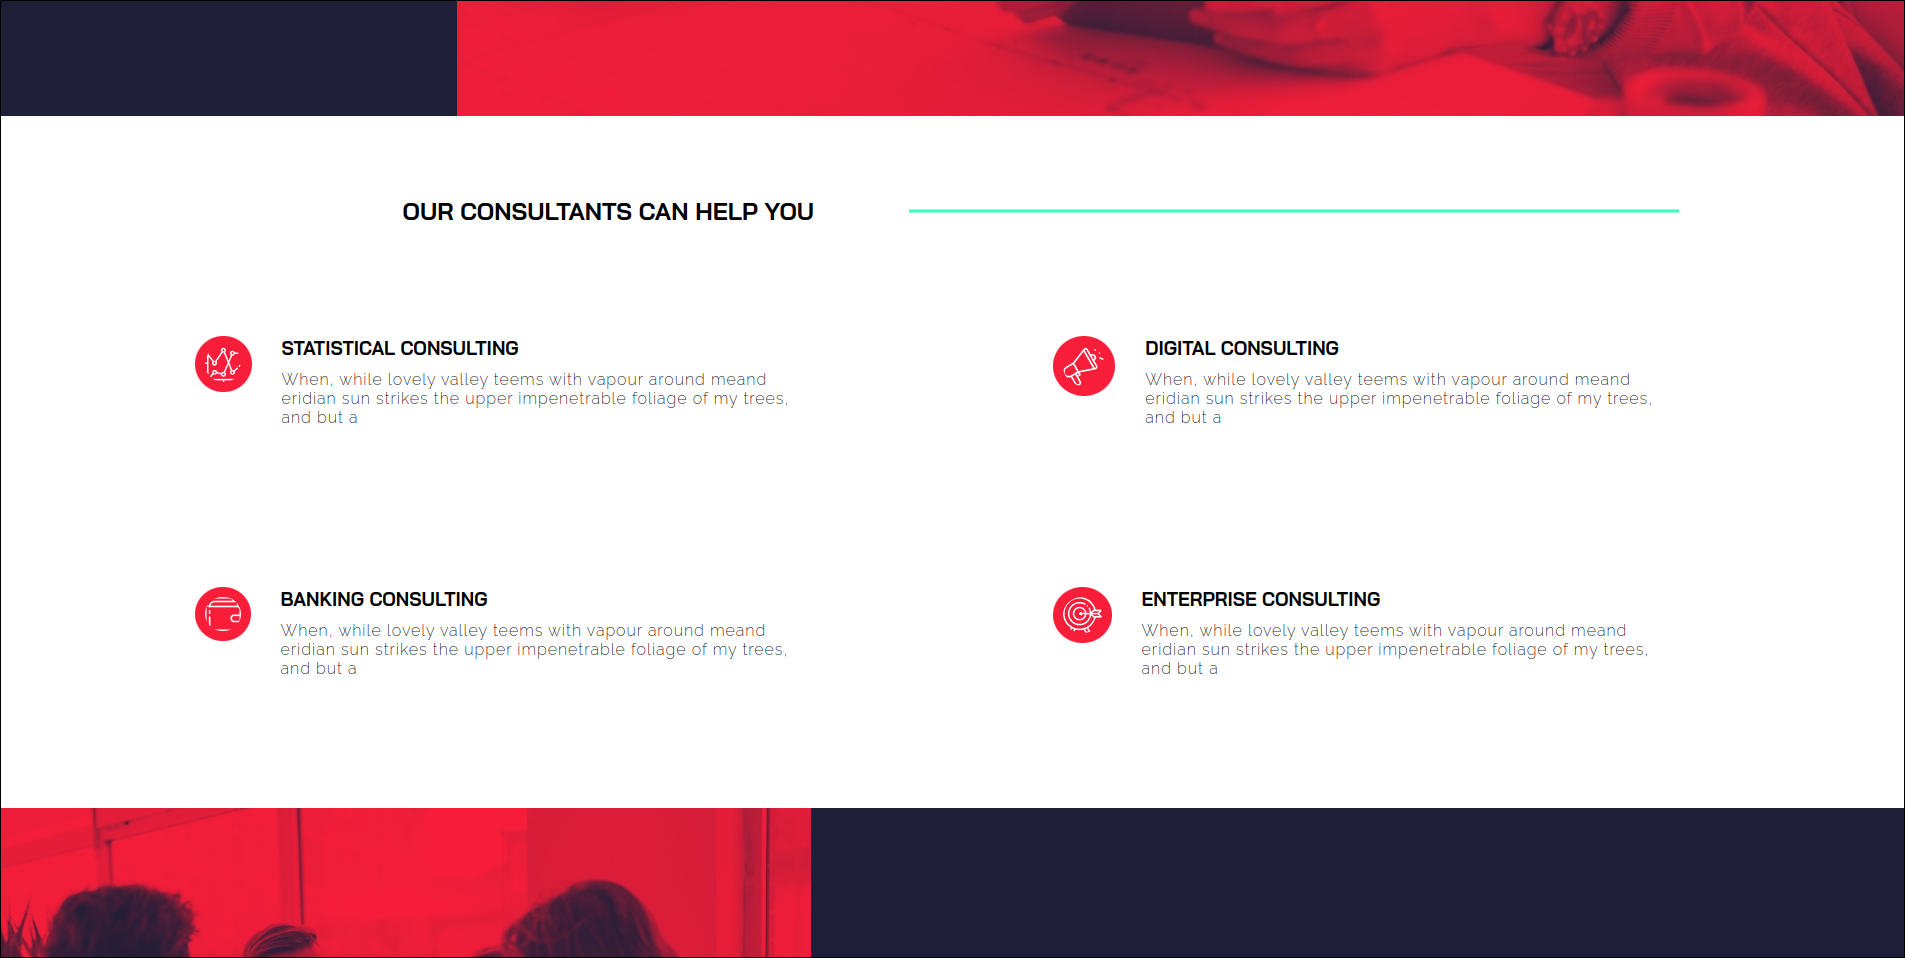 OUR CONSULTANTS CAN HELP YOU
STATISTICAL CONSULTING
When, while lovely valley teems with vapour around meand
eridian sun strikes the upper impenetrable foliage of my trees,
and but a
DIGITAL CONSULTING
When, while lovely valley teems with vapour around meand
eridian sun strikes the upper impenetrable foliage of my trees,
and but a
BANKING CONSULTING
When, while lovely valley teems with vapour around meand
eridian sun strikes the upper impenetrable foliage of my trees,
and but a
ENTERPRISE CONSULTING
When, while lovely valley teems with vapour around meand
eridian sun strikes the upper impenetrable foliage of my trees,
and but a